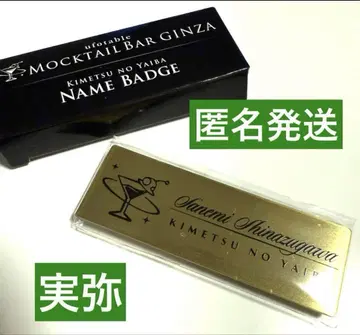 ufotable
MOCKTAIL BAR GINZA
KIMETSU NO YAIBA
NAME BADGE
匿名発送
Sanemi Shinazugawa
KIMETSU NO YAIBA
実弥